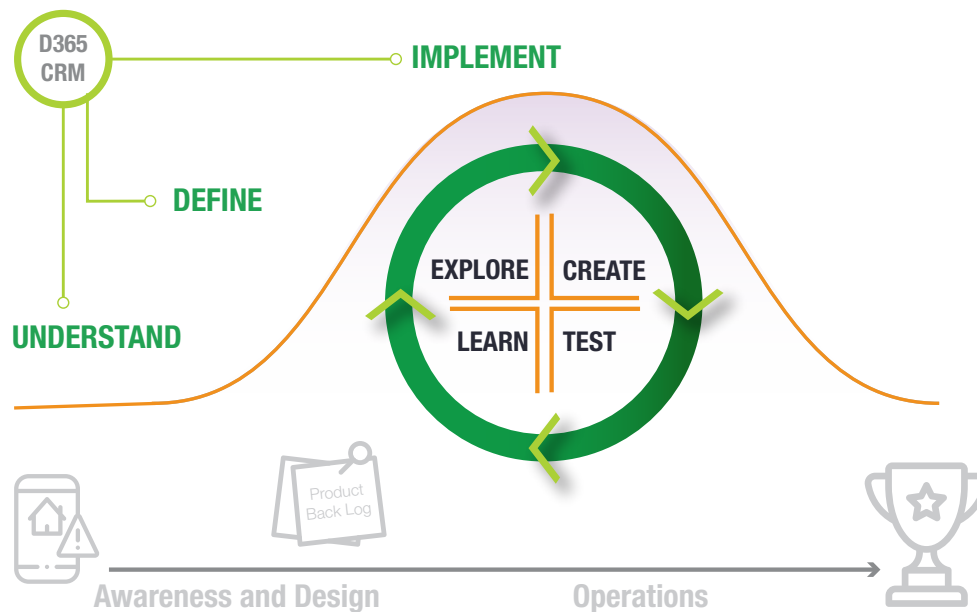 D365
CRM
IMPLEMENT
DEFINE
UNDERSTAND
EXPLORE
CREATE
LEARN
TEST
Product
Back Log
Awareness and Design
Operations